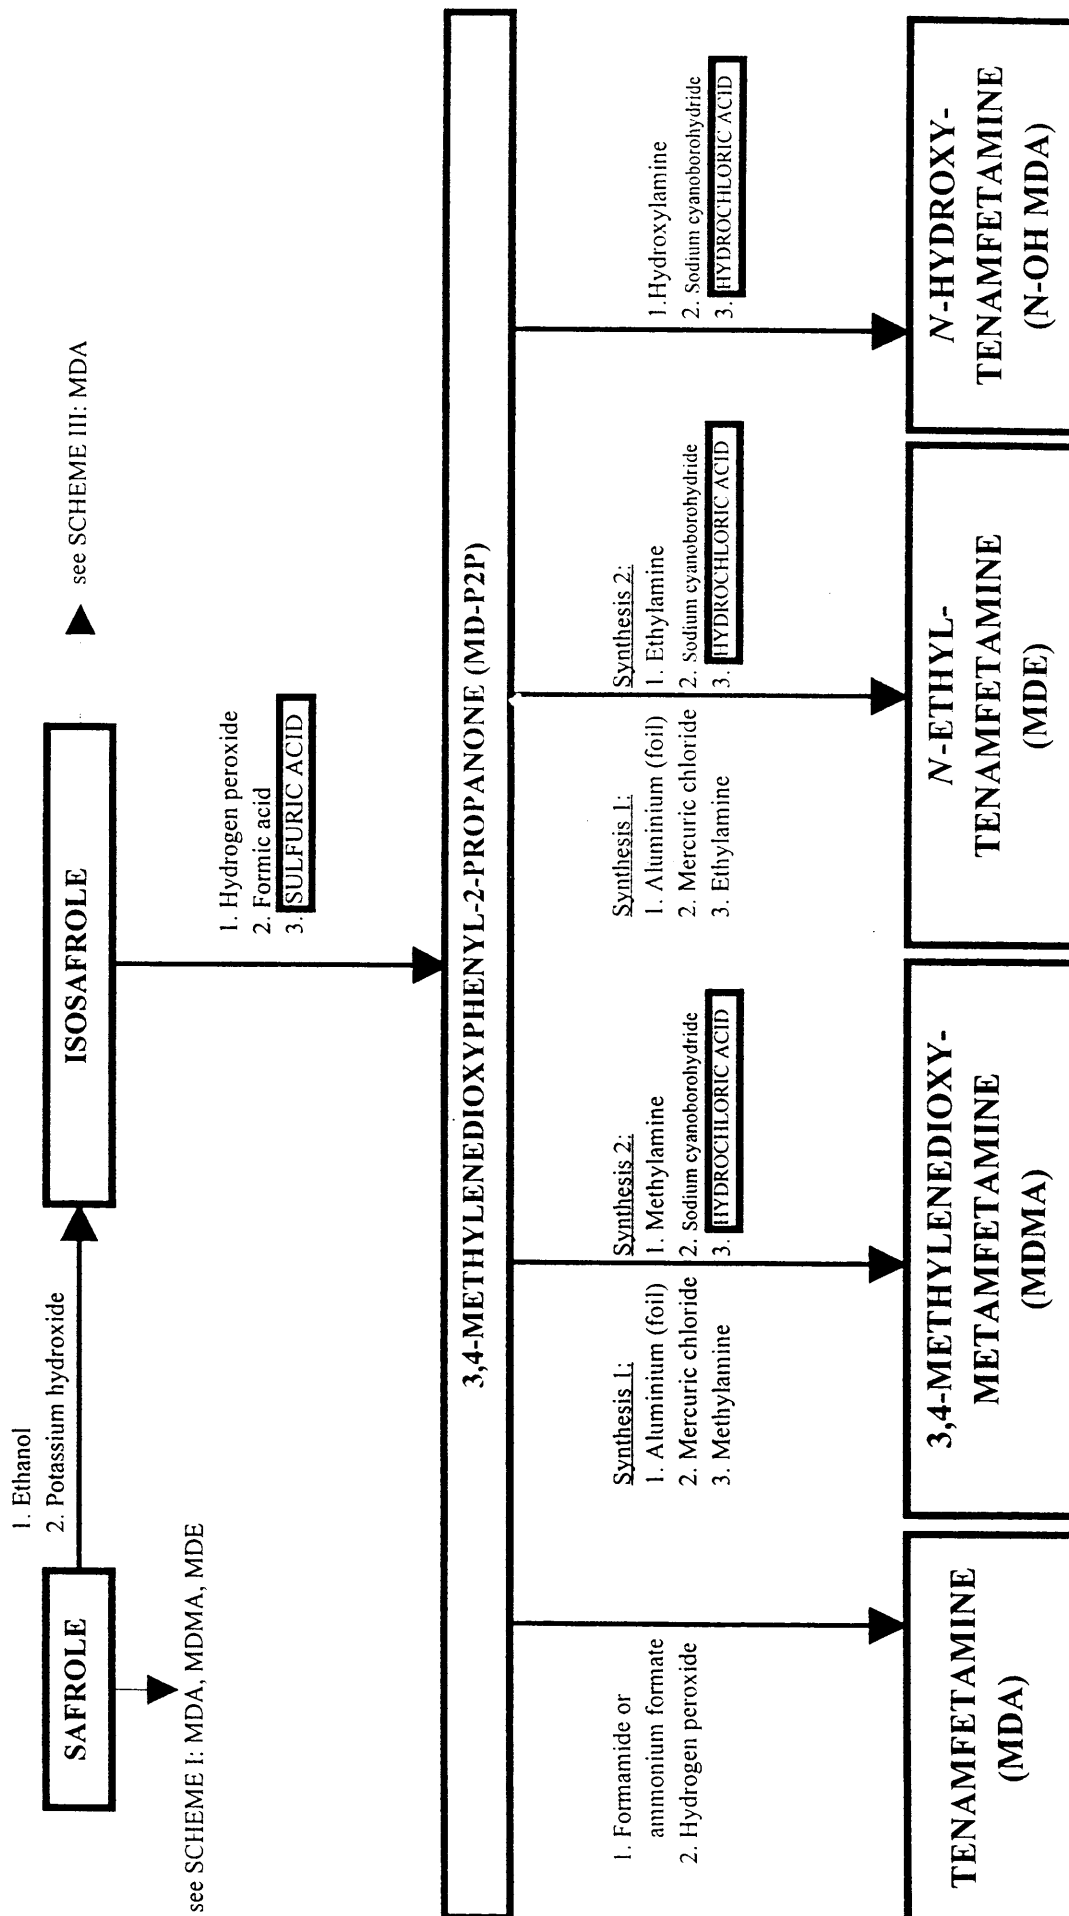 1. Ethanol
2. Potassium hydroxide
SAFROLE
ISOSAFROLE
see SCHEME III: MDA
see SCHEME I: MDA, MDMA, MDE
1. Hydrogen peroxide
2. Formic acid
3. SULFURIC ACID
3,4-METHYLENEDIOXYPHENYL-2-PROPANONE (MD-P2P)
1. Formamide or
ammonium formate
2. Hydrogen peroxide
Synthesis 1:
1. Aluminium (foil)
2. Mercuric chloride
3. Methylamine
Synthesis 2:
1. Methylamine
2. Sodium cyanoborohydride
3. HYDROCHLORIC ACID
Synthesis 1:
1. Aluminium (foil)
2. Mercuric chloride
3. Ethylamine
Synthesis 2:
1. Ethylamine
2. Sodium cyanoborohydride
3. HYDROCHLORIC ACID
1.Hydroxylamine
2. Sodium cyanoborohydride
3. HYDROCHLORIC ACID
TENAMFETAMINE
(MDA)
3,4-METHYLENEDIOXY-
METAMFETAMINE
(MDMA)
N-ETHYL-
TENAMFETAMINE
(MDE)
N-HYDROXY-
TENAMFETAMINE
(N-OH MDA)